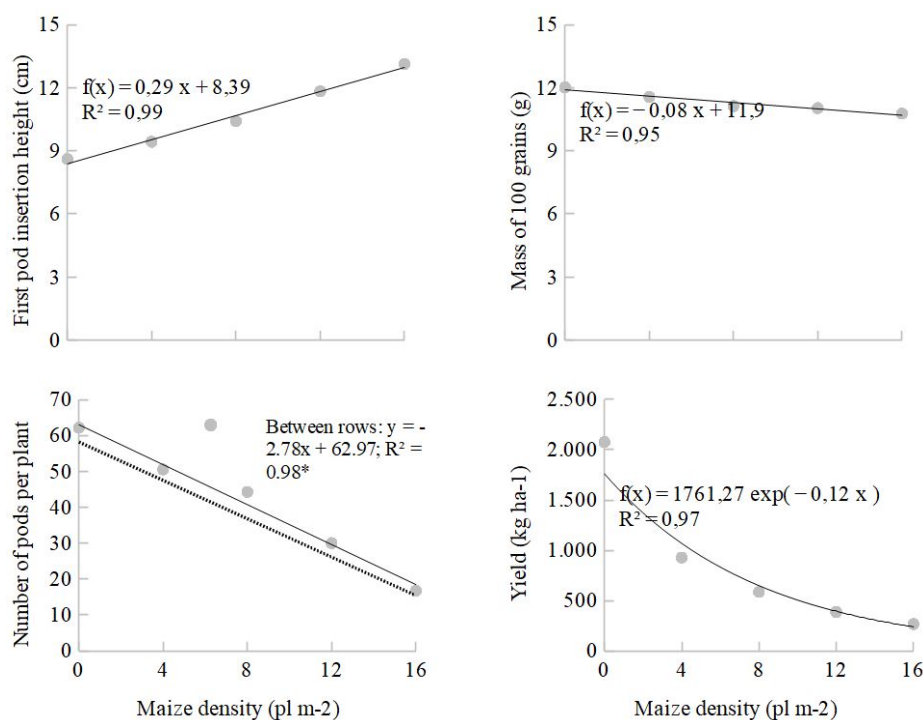 First pod insertion height (cm)
15
12
9
6
3
0
f(x) = 0,29 x + 8,39
R² = 0,99
Mass of 100 grains (g)
15
12
9
6
3
0
f(x) = −0,08 x + 11,9
R² = 0,95
Number of pods per plant
70
60
50
40
30
20
10
0
Between rows: y = -
2.78x + 62.97; R² =
0.98*
0 4 8 12 16
Maize density (pl m-2)
Yield (kg ha-1)
2.500
2.000
1.500
1.000
500
0
f(x) = 1761,27 exp( −0,12 x )
R² = 0,97
0 4 8 12 16
Maize density (pl m-2)